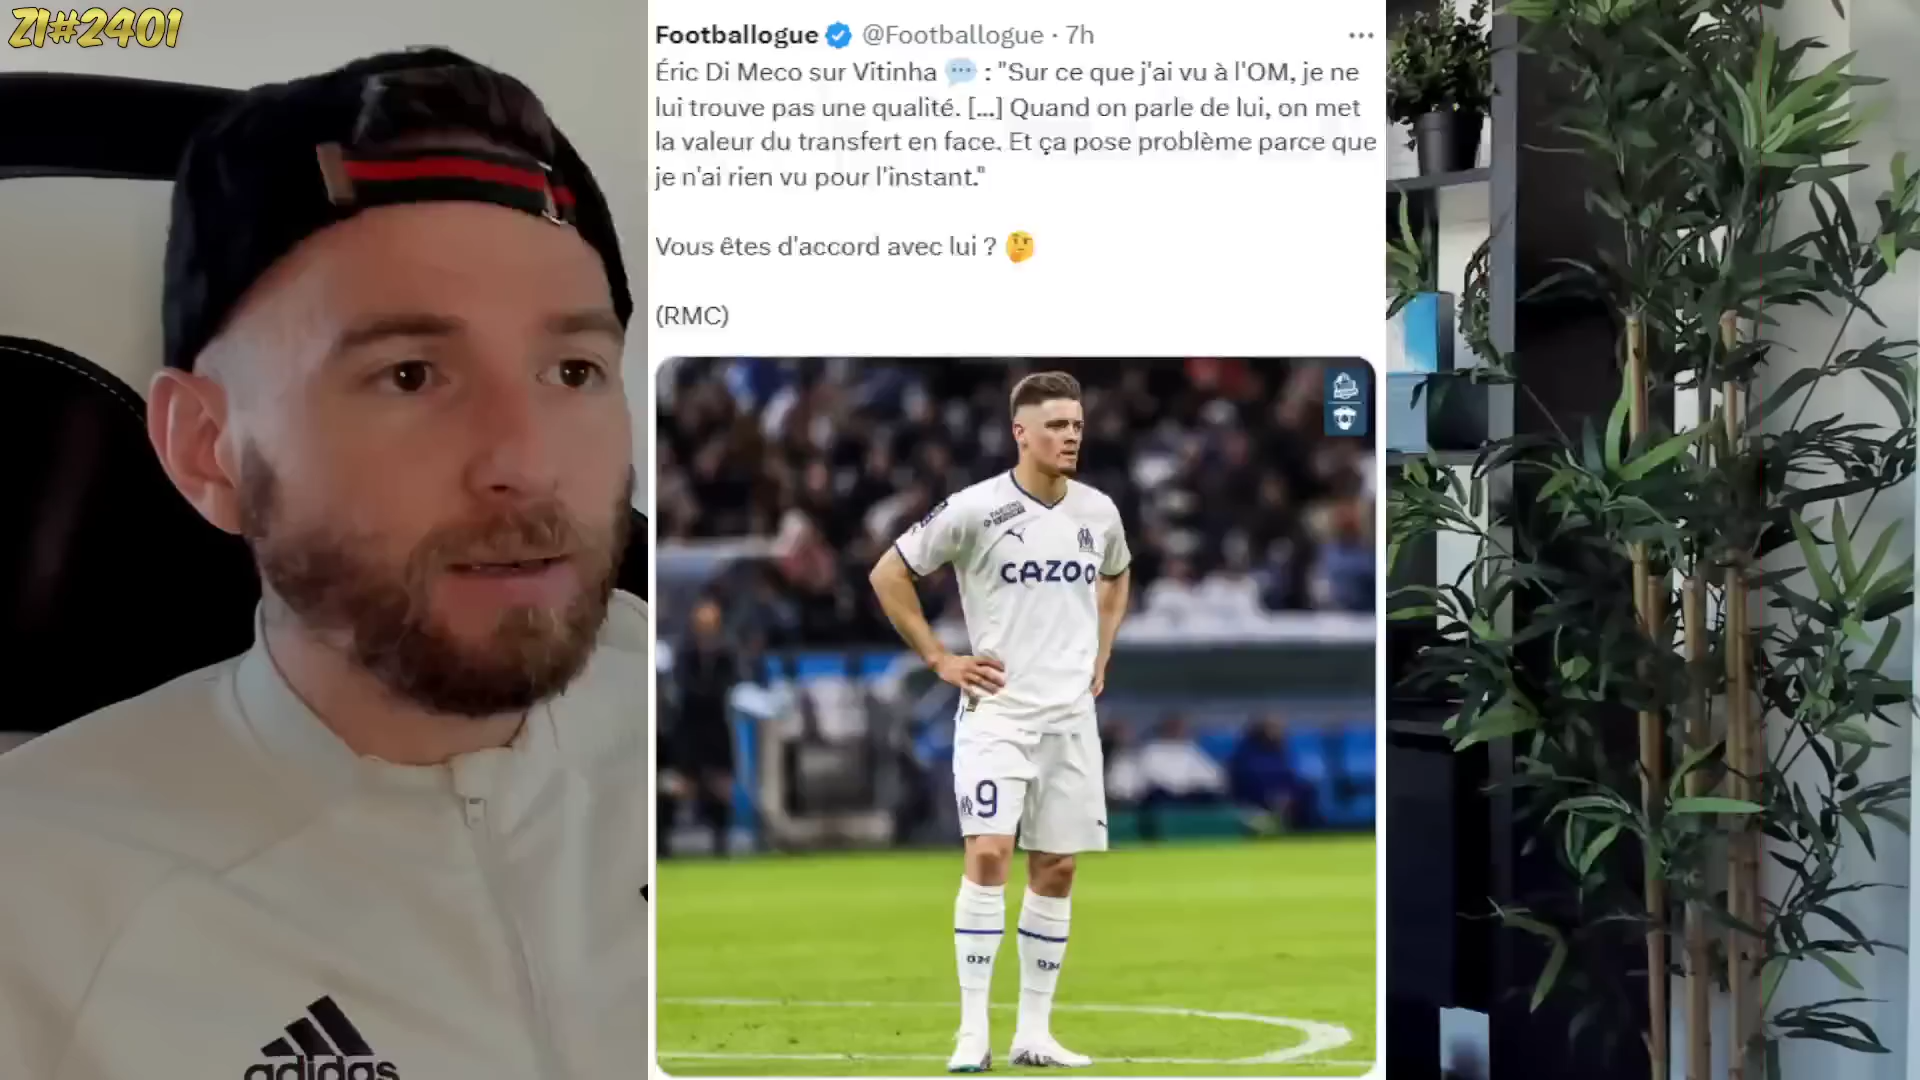 ZI#2401
Footballogue @Footballogue · 7h
Éric Di Meco sur Vitinha 💬 : "Sur ce que j'ai vu à l'OM, je ne
lui trouve pas une qualité. [...] Quand on parle de lui, on met
la valeur du transfert en face. Et ça pose problème parce que
je n'ai rien vu pour l'instant."
Vous êtes d'accord avec lui ? 🤔
(RMC)
CAZOO
9
OM
OM
adidas